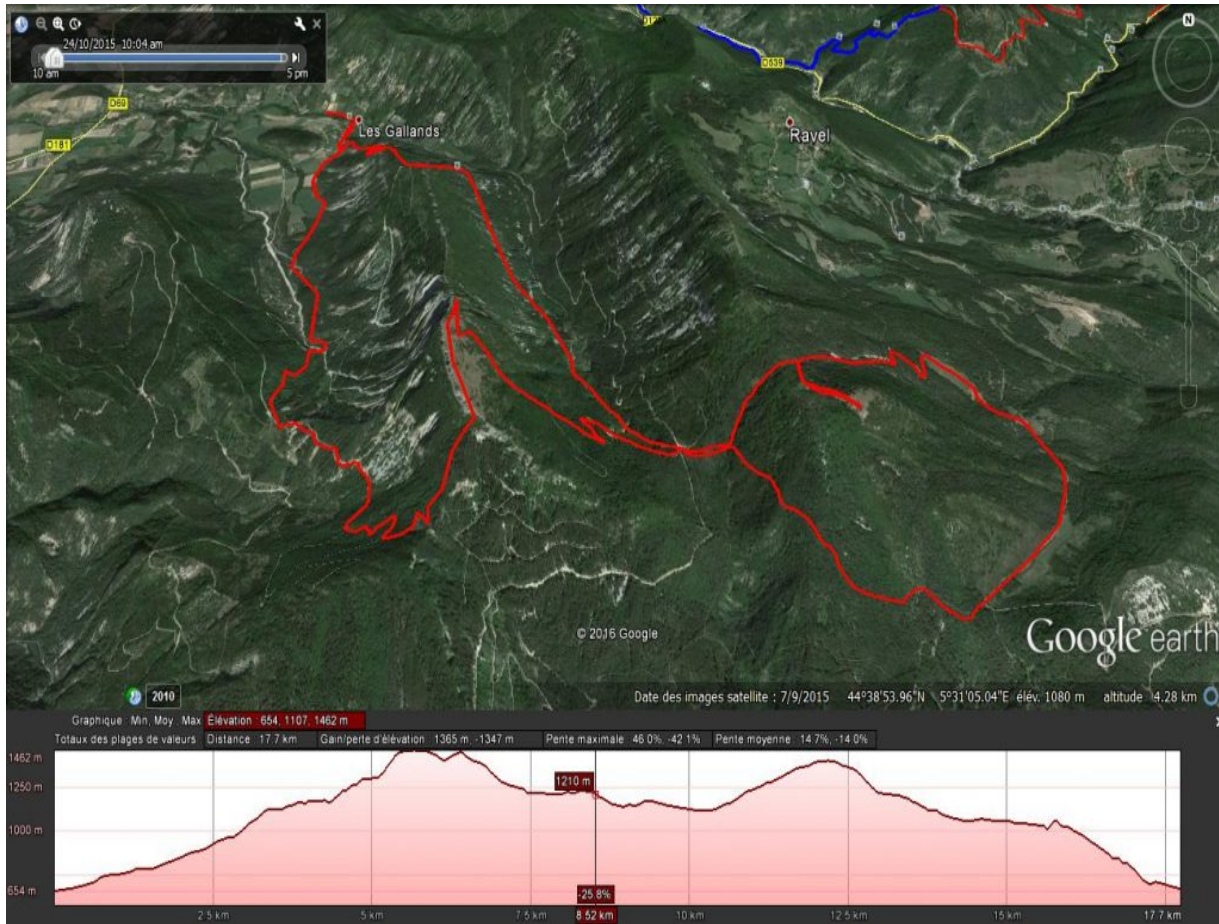 24/10/2015 10:04 am
10 am 5 pm
N
D539
D69
D181
Les Gallands
Ravel
© 2016 Google
Google earth
2010
Date des images satellite : 7/9/2015 44°38'53.96"N 5°31'05.04"E élév. 1080 m altitude 4.28 km
Graphique : Min, Moy, Max Élévation : 654, 1107, 1462 m
Totaux des plages de valeurs Distance : 17.7 km Gain/perte d'élévation : 1365 m, -1347 m Pente maximale : 46.0%, -42.1% Pente moyenne : 14.7%, -14.0%
1462 m
1250 m
1210 m
1000 m
654 m
-25.8%
2.5 km 5 km 7.5 km 8.52 km 10 km 12.5 km 15 km 17.7 km